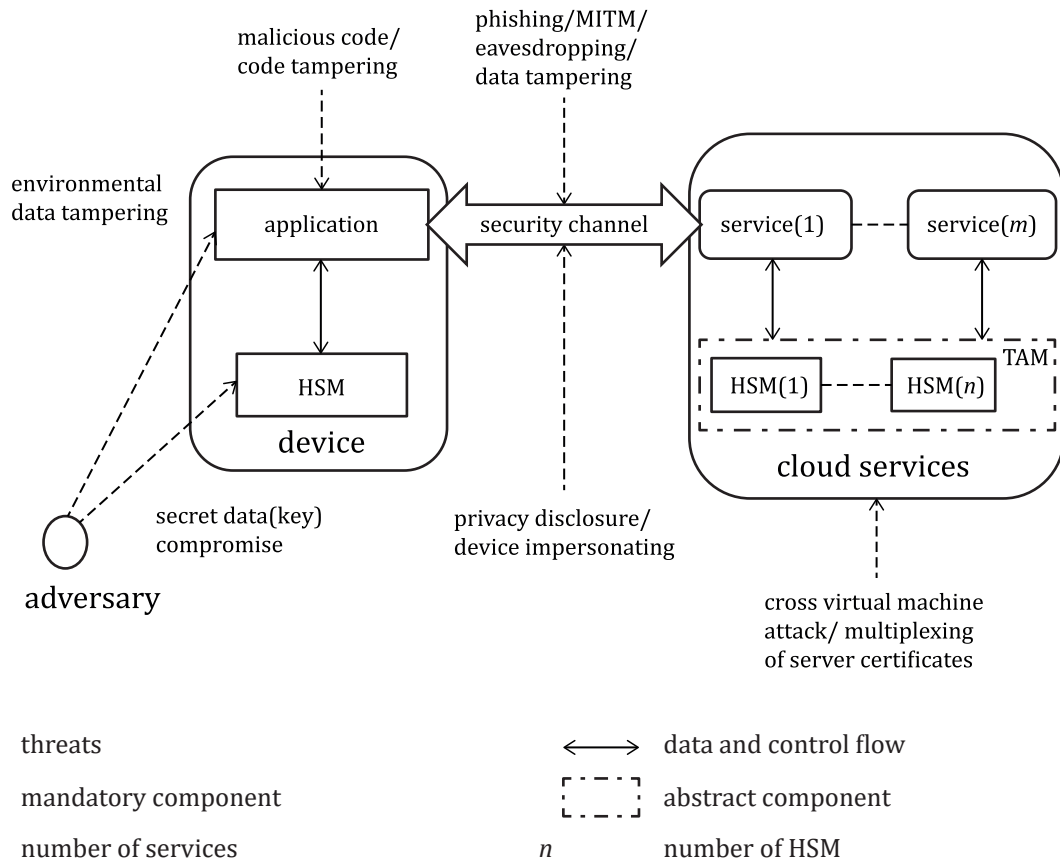 malicious code/
code tampering
phishing/MITM/
eavesdropping/
data tampering
environmental
data tampering
application
security channel
service(1)
service(m)
HSM
device
TAM
HSM(1)
HSM(n)
cloud services
secret data(key)
compromise
privacy disclosure/
device impersonating
adversary
cross virtual machine
attack/ multiplexing
of server certificates
threats
data and control flow
mandatory component
abstract component
number of services
n number of HSM